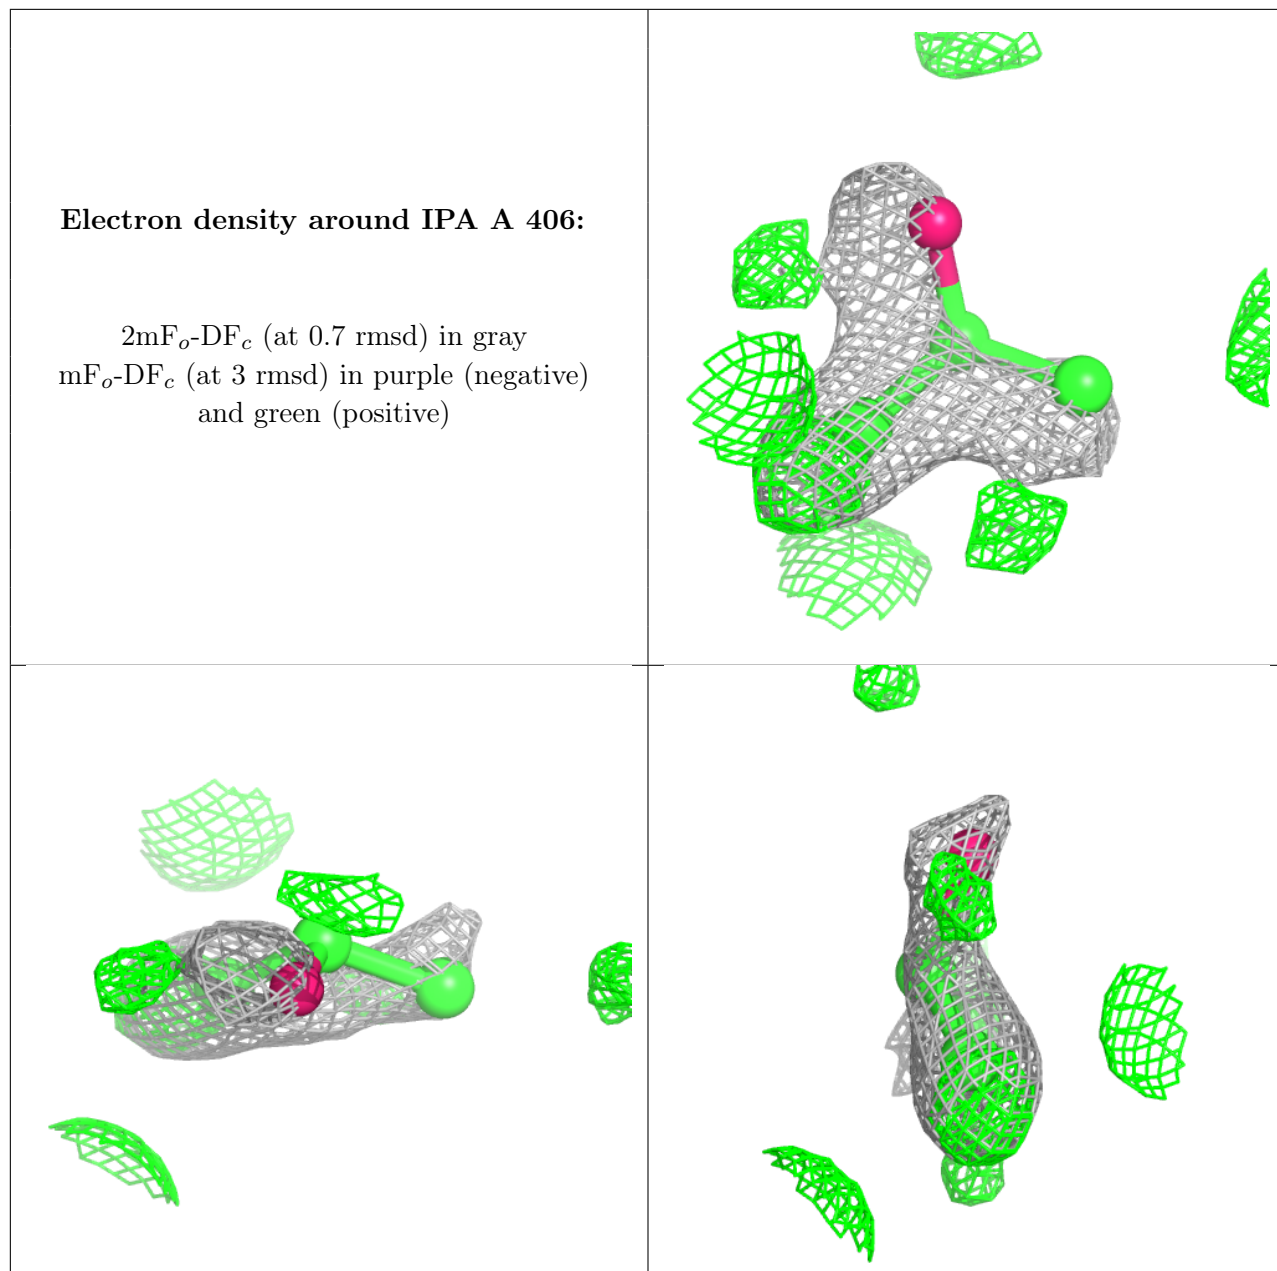 Electron density around IPA A 406:
2mFo-DFc (at 0.7 rmsd) in gray
mFo-DFc (at 3 rmsd) in purple (negative)
and green (positive)